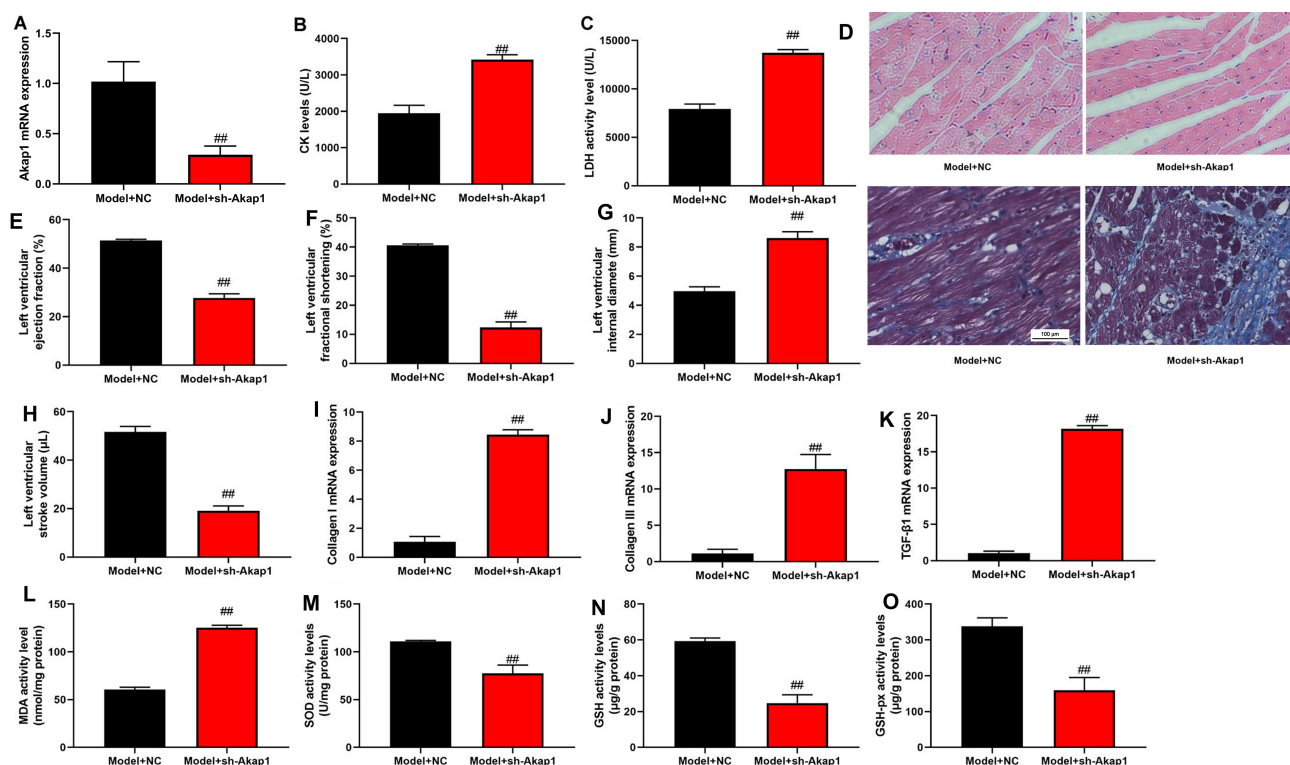 A
Akap1 mRNA expression
1.5
1.0
0.5
0.0
##
Model+NC
Model+sh-Akap1
B
CK levels (U/L)
4000
3000
2000
1000
0
##
Model+NC
Model+sh-Akap1
C
LDH activity level (U/L)
20000
15000
10000
5000
0
##
Model+NC
Model+sh-Akap1
D
Model+NC
Model+sh-Akap1
100 μm
Model+NC
Model+sh-Akap1
E
Left ventricular
ejection fraction (%)
60
40
20
0
##
Model+NC
Model+sh-Akap1
F
Left ventricular
fractional shortening (%)
50
40
30
20
10
0
##
Model+NC
Model+sh-Akap1
G
Left ventricular
internal diamete (mm)
10
8
6
4
2
0
##
Model+NC
Model+sh-Akap1
H
Left ventricular
stroke volume (μL)
60
40
20
0
##
Model+NC
Model+sh-Akap1
I
Collagen I mRNA expression
10
8
6
4
2
0
##
Model+NC
Model+sh-Akap1
J
Collagen III mRNA expression
20
15
10
5
0
##
Model+NC
Model+sh-Akap1
K
TGF-β1 mRNA expression
20
15
10
5
0
##
Model+NC
Model+sh-Akap1
L
MDA activity level
(nmol/mg protein)
150
100
50
0
##
Model+NC
Model+sh-Akap1
M
SOD activity levels
(U/mg protein)
150
100
50
0
##
Model+NC
Model+sh-Akap1
N
GSH activity levels
(μg/g protein)
80
60
40
20
0
##
Model+NC
Model+sh-Akap1
O
GSH-px activity levels
(μg/g protein)
400
300
200
100
0
##
Model+NC
Model+sh-Akap1